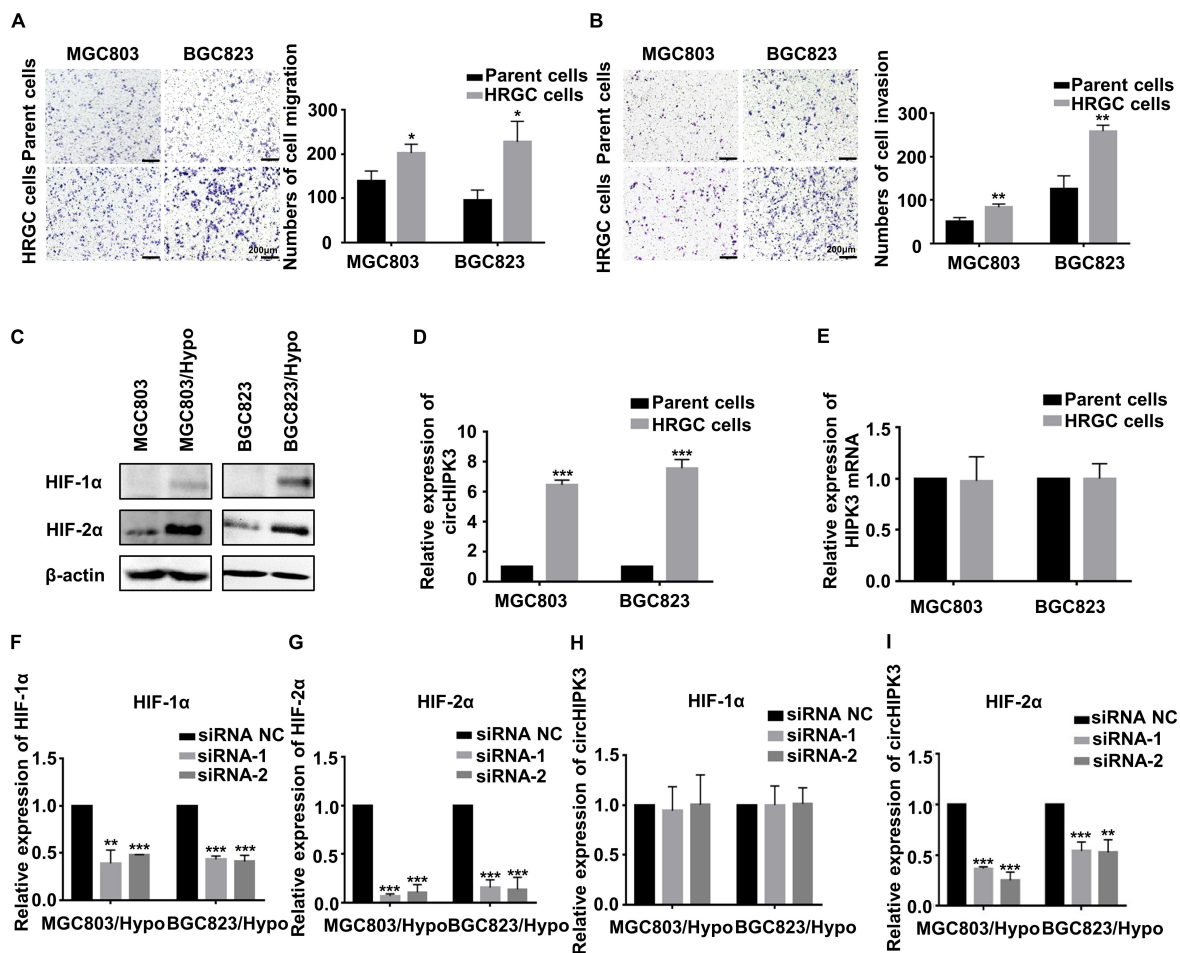 A
MGC803 BGC823
Parent cells
HRGC cells
200μm
Numbers of cell migration
Parent cells
HRGC cells
300
200
100
0
* *
MGC803 BGC823
B
MGC803 BGC823
Parent cells
HRGC cells
200μm
Numbers of cell invasion
Parent cells
HRGC cells
300
200
100
0
** **
MGC803 BGC823
C
MGC803
MGC803/Hypo
BGC823
BGC823/Hypo
HIF-1α
HIF-2α
β-actin
D
Relative expression of
circHIPK3
Parent cells
HRGC cells
10
8
6
4
2
0
*** ***
MGC803 BGC823
E
Relative expression of
HIPK3 mRNA
Parent cells
HRGC cells
1.5
1.0
0.5
0.0
MGC803 BGC823
F
Relative expression of HIF-1α
HIF-1α
siRNA NC
siRNA-1
siRNA-2
1.5
1.0
0.5
0.0
** *** *** ***
MGC803/Hypo BGC823/Hypo
G
Relative expression of HIF-2α
HIF-2α
siRNA NC
siRNA-1
siRNA-2
1.5
1.0
0.5
0.0
*** *** *** ***
MGC803/Hypo BGC823/Hypo
H
Relative expression of circHIPK3
HIF-1α
siRNA NC
siRNA-1
siRNA-2
1.5
1.0
0.5
0.0
MGC803/Hypo BGC823/Hypo
I
Relative expression of circHIPK3
HIF-2α
siRNA NC
siRNA-1
siRNA-2
1.5
1.0
0.5
0.0
*** *** *** **
MGC803/Hypo BGC823/Hypo